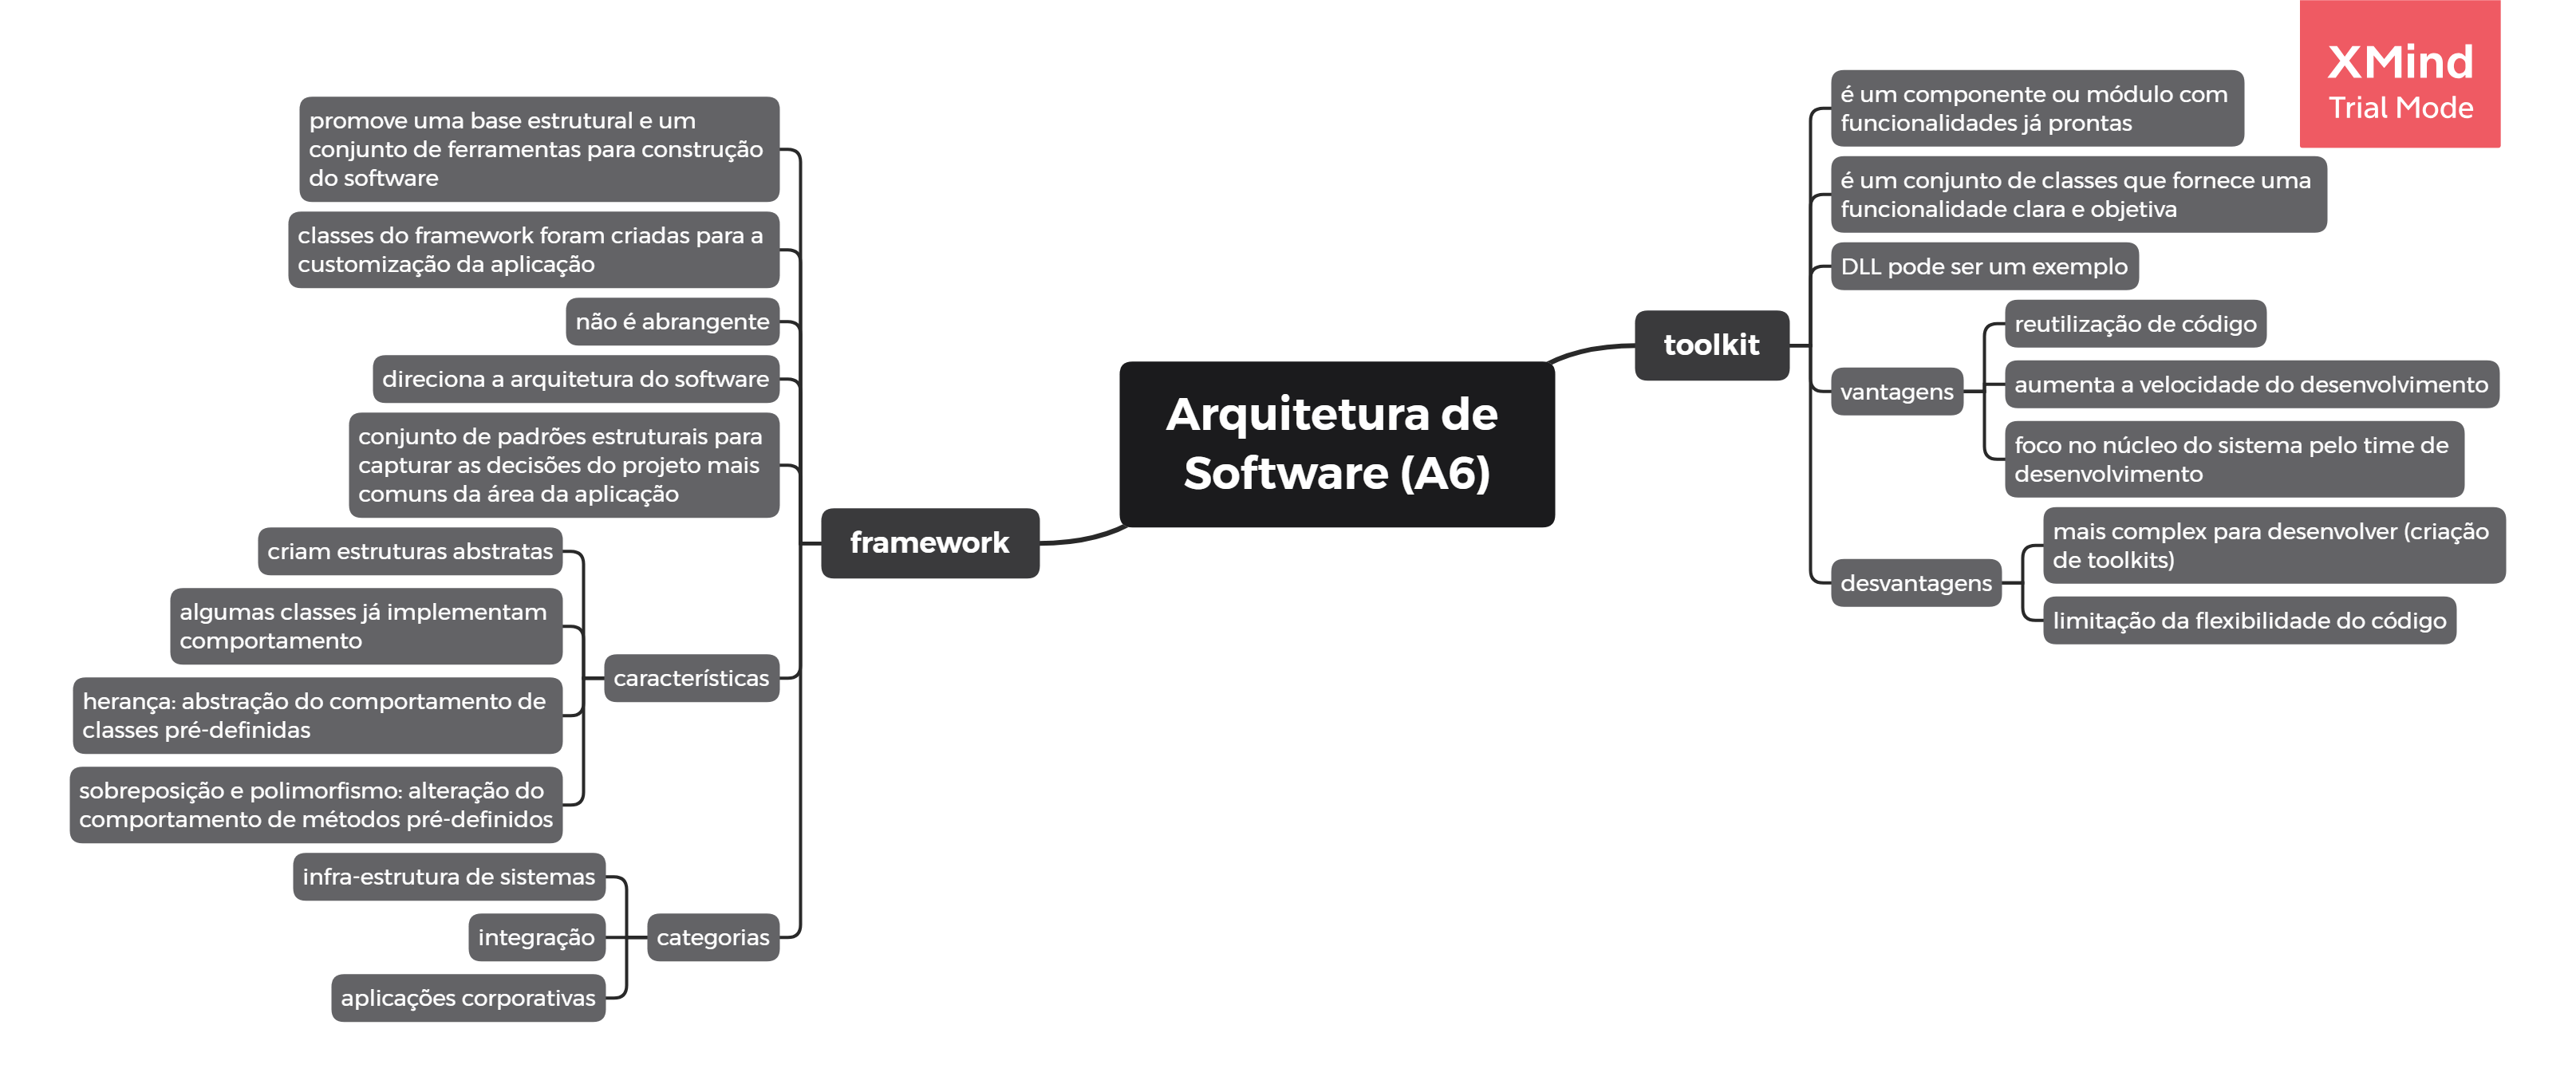 XMind
Trial Mode
Arquitetura de
Software (A6)
toolkit
é um componente ou módulo com
funcionalidades já prontas
é um conjunto de classes que fornece uma
funcionalidade clara e objetiva
DLL pode ser um exemplo
vantagens
reutilização de código
aumenta a velocidade do desenvolvimento
foco no núcleo do sistema pelo time de
desenvolvimento
desvantagens
mais complex para desenvolver (criação
de toolkits)
limitação da flexibilidade do código
framework
promove uma base estrutural e um
conjunto de ferramentas para construção
do software
classes do framework foram criadas para a
customização da aplicação
não é abrangente
direciona a arquitetura do software
conjunto de padrões estruturais para
capturar as decisões do projeto mais
comuns da área da aplicação
características
criam estruturas abstratas
algumas classes já implementam
comportamento
herança: abstração do comportamento de
classes pré-definidas
sobreposição e polimorfismo: alteração do
comportamento de métodos pré-definidos
categorias
infra-estrutura de sistemas
integração
aplicações corporativas